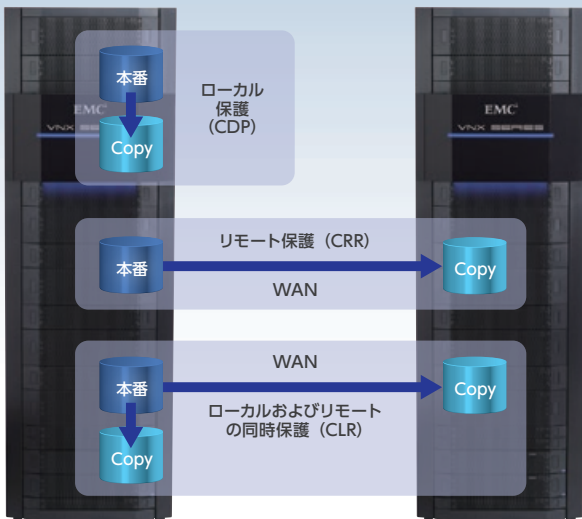 本番
Copy
ローカル
保護
(CDP)
EMC²
VNX SERIES
EMC²
VNX SERIES
リモート保護（CRR）
本番
WAN
Copy
WAN
本番
Copy
ローカルおよびリモート
の同時保護（CLR）
Copy